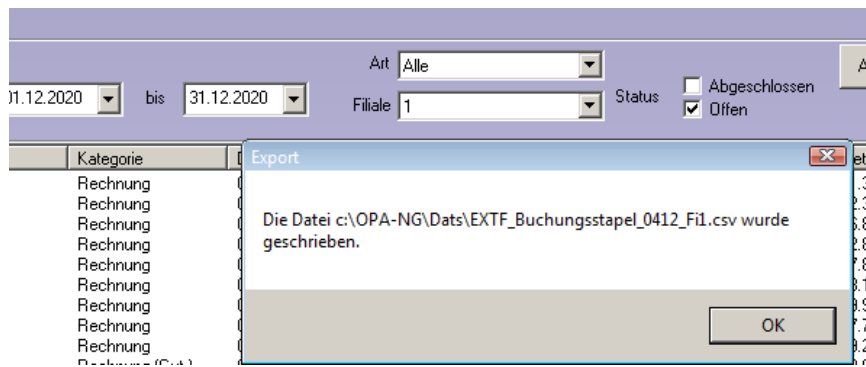 Art Alle
01.12.2020 bis 31.12.2020
Filiale 1
Status
Abgeschlossen
Offen
Kategorie
Rechnung
Rechnung
Rechnung
Rechnung
Rechnung
Rechnung
Rechnung
Rechnung
Rechnung
Export
Die Datei c:\OPA-NG\Dats\EXTF_Buchungsstapel_0412_Fi1.csv wurde
geschrieben.
OK